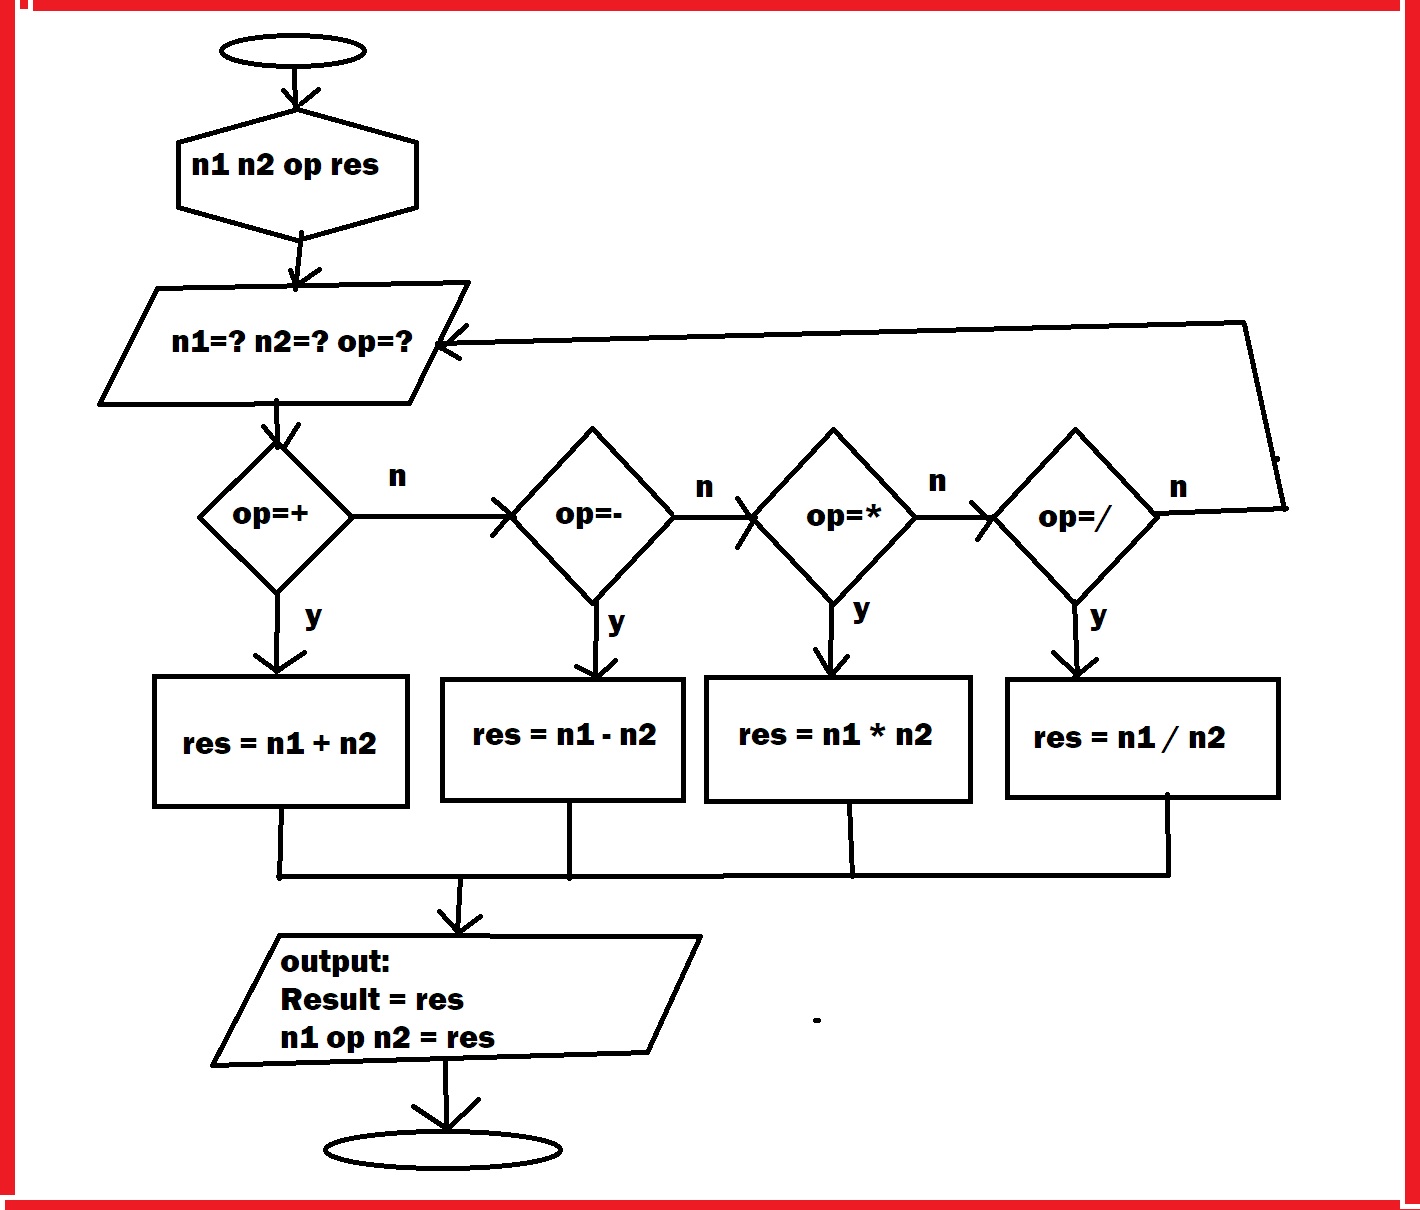 n1 n2 op res
n1=? n2=? op=?
op=+
n
op=-
n
op=*
n
op=/
n
y
y
y
y
res = n1 + n2
res = n1 - n2
res = n1 * n2
res = n1 / n2
output:
Result = res
n1 op n2 = res